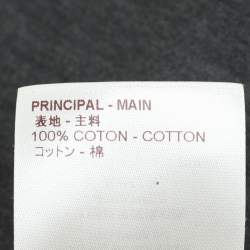 PRINCIPAL - MAIN
表地 - 主料
100% COTON - COTTON
コットン - 棉